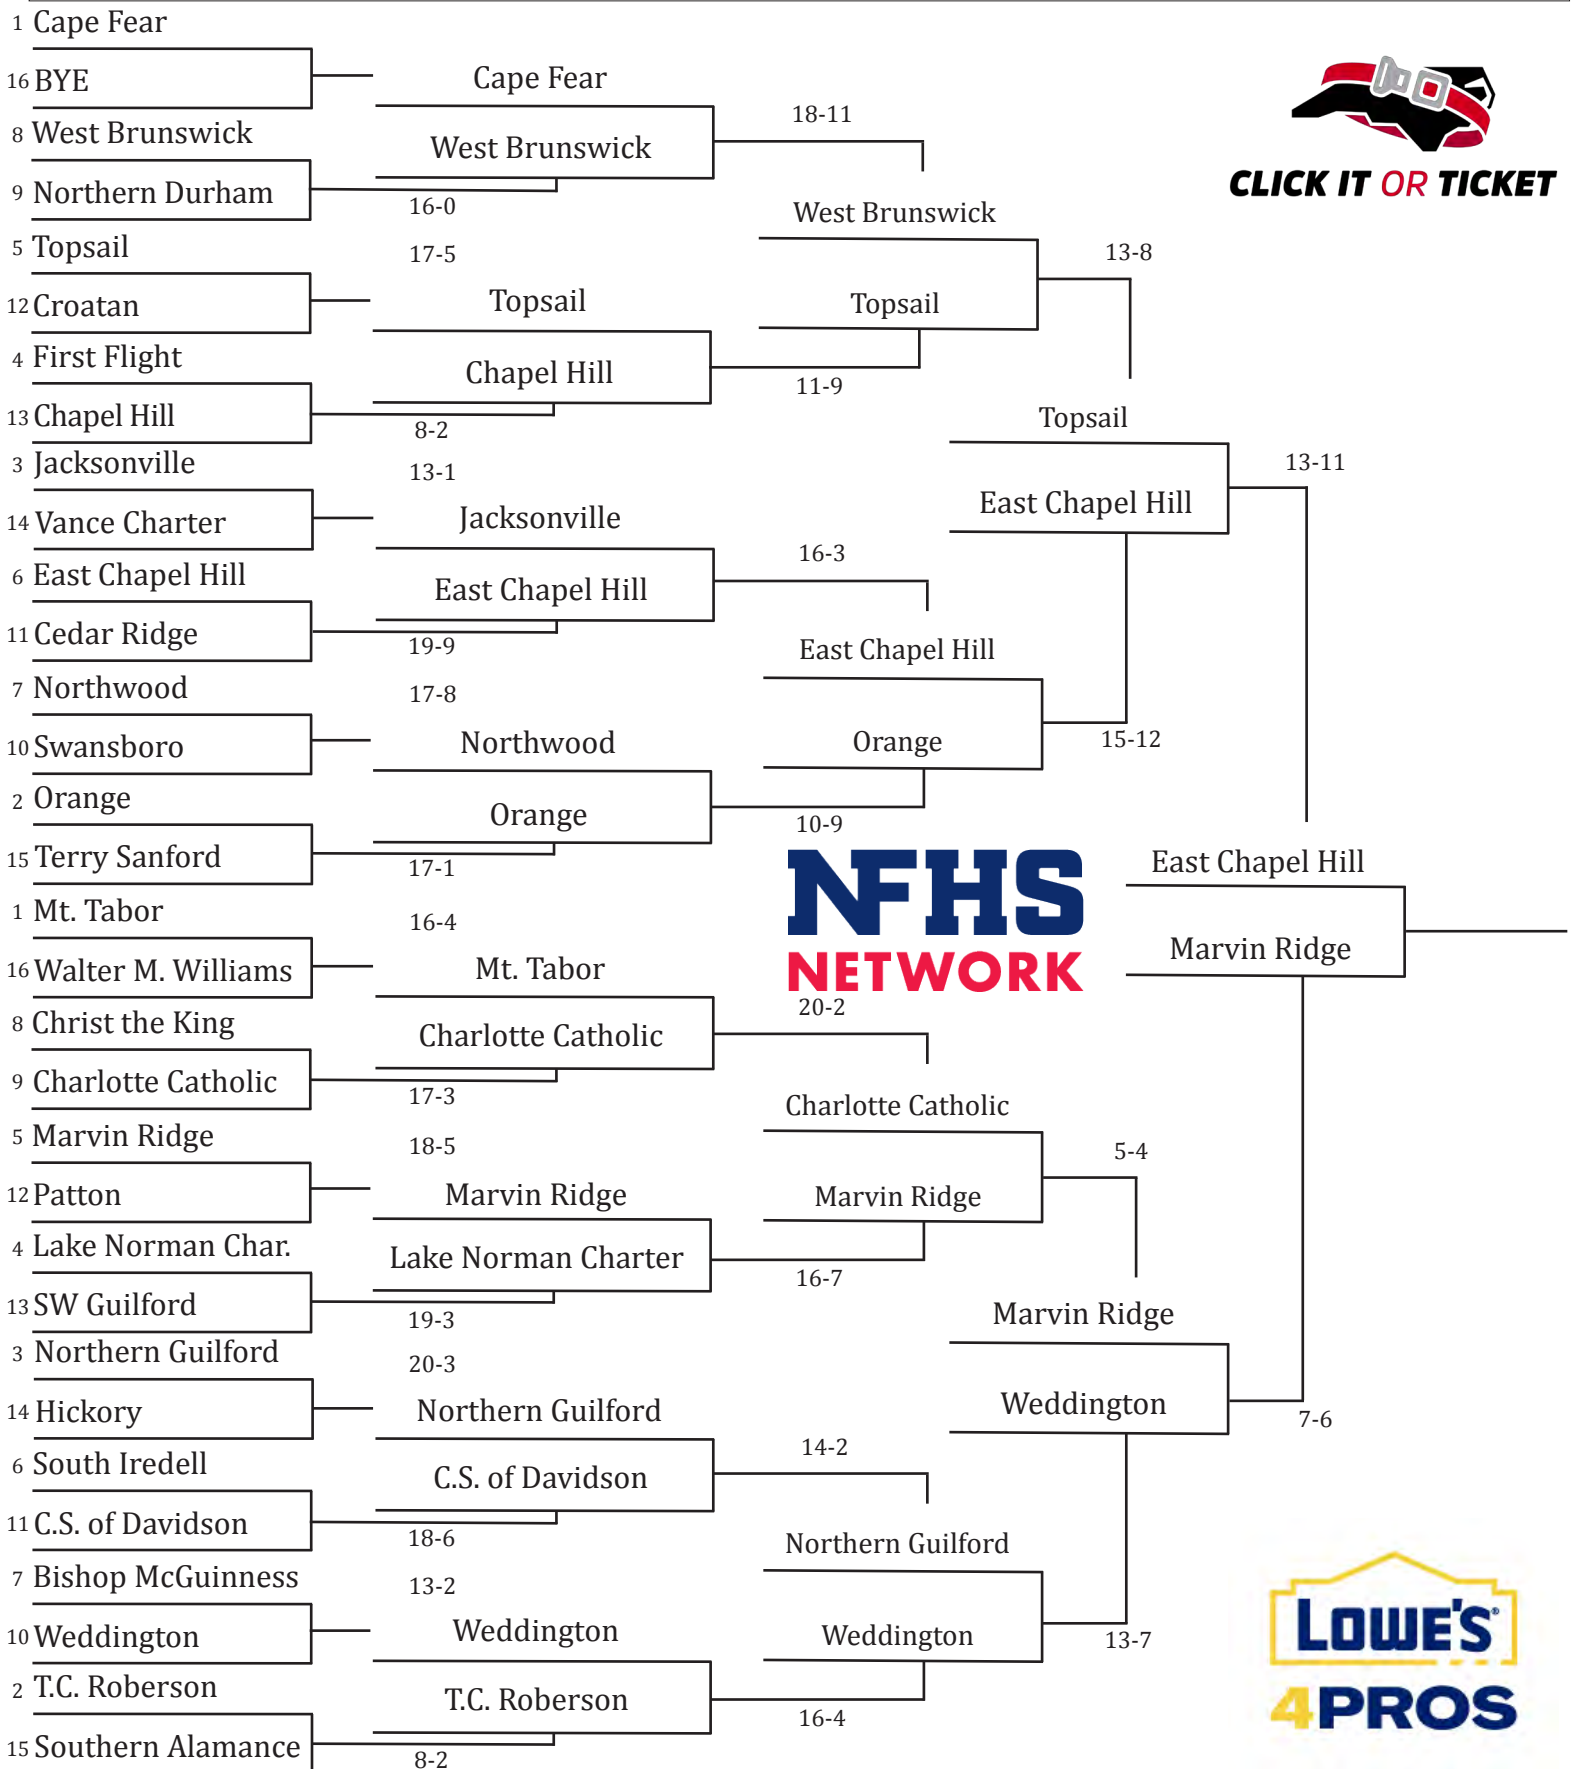 1 Cape Fear
16 BYE
Cape Fear
18-11
8 West Brunswick
West Brunswick
9 Northern Durham
16-0
CLICK IT OR TICKET
West Brunswick
5 Topsail
17-5
13-8
12 Croatan
Topsail
Topsail
4 First Flight
Chapel Hill
11-9
13 Chapel Hill
8-2
Topsail
3 Jacksonville
13-1
13-11
14 Vance Charter
Jacksonville
East Chapel Hill
16-3
6 East Chapel Hill
East Chapel Hill
11 Cedar Ridge
19-9
East Chapel Hill
7 Northwood
17-8
10 Swansboro
Northwood
Orange
15-12
2 Orange
Orange
10-9
15 Terry Sanford
17-1
NFHS
NETWORK
East Chapel Hill
1 Mt. Tabor
16-4
Marvin Ridge
16 Walter M. Williams
Mt. Tabor
20-2
8 Christ the King
Charlotte Catholic
9 Charlotte Catholic
17-3
Charlotte Catholic
5 Marvin Ridge
18-5
5-4
12 Patton
Marvin Ridge
Marvin Ridge
4 Lake Norman Char.
Lake Norman Charter
16-7
13 SW Guilford
19-3
Marvin Ridge
3 Northern Guilford
20-3
14 Hickory
Northern Guilford
Weddington
7-6
14-2
6 South Iredell
C.S. of Davidson
11 C.S. of Davidson
18-6
Northern Guilford
7 Bishop McGuinness
13-2
10 Weddington
Weddington
Weddington
13-7
2 T.C. Roberson
T.C. Roberson
16-4
15 Southern Alamance
8-2
LOWE'S®
4PROS